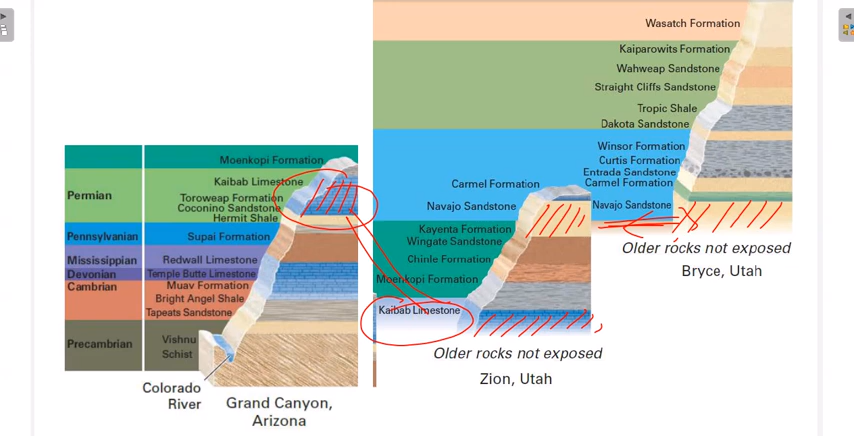 Moenkopi Formation
Permian
Kaibab Limestone
Toroweap Formation
Coconino Sandstone
Hermit Shale
Pennsylvanian
Supai Formation
Mississippian
Redwall Limestone
Devonian
Temple Butte Limestone
Cambrian
Muav Formation
Bright Angel Shale
Tapeats Sandstone
Precambrian
Vishnu
Schist
Colorado
River
Grand Canyon,
Arizona
Carmel Formation
Navajo Sandstone
Kayenta Formation
Wingate Sandstone
Chinle Formation
Moenkopi Formation
Kaibab Limestone
Older rocks not exposed
Zion, Utah
Wasatch Formation
Kaiparowits Formation
Wahweap Sandstone
Straight Cliffs Sandstone
Tropic Shale
Dakota Sandstone
Winsor Formation
Curtis Formation
Entrada Sandstone
Carmel Formation
Navajo Sandstone
Older rocks not exposed
Bryce, Utah